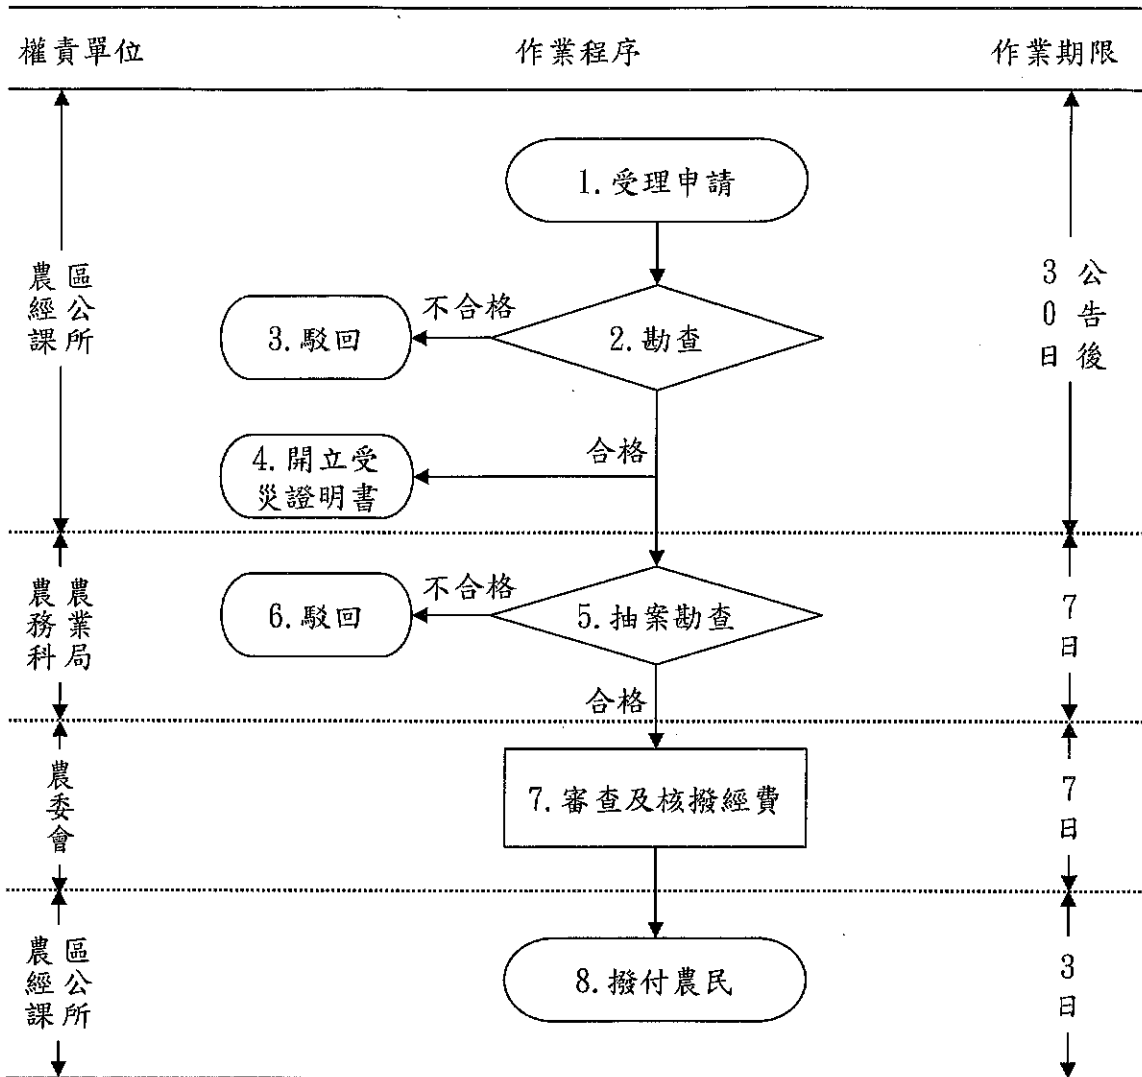 權責單位
作業程序
作業期限
1.受理申請
區公所
農經課
公告後
30日
不合格
3.駁回
2.勘查
合格
4.開立受
災證明書
農業局
農務科
不合格
6.駁回
5.抽案勘查
7日
合格
農委會
7.審查及核撥經費
7日
區公所
農經課
8.撥付農民
3日